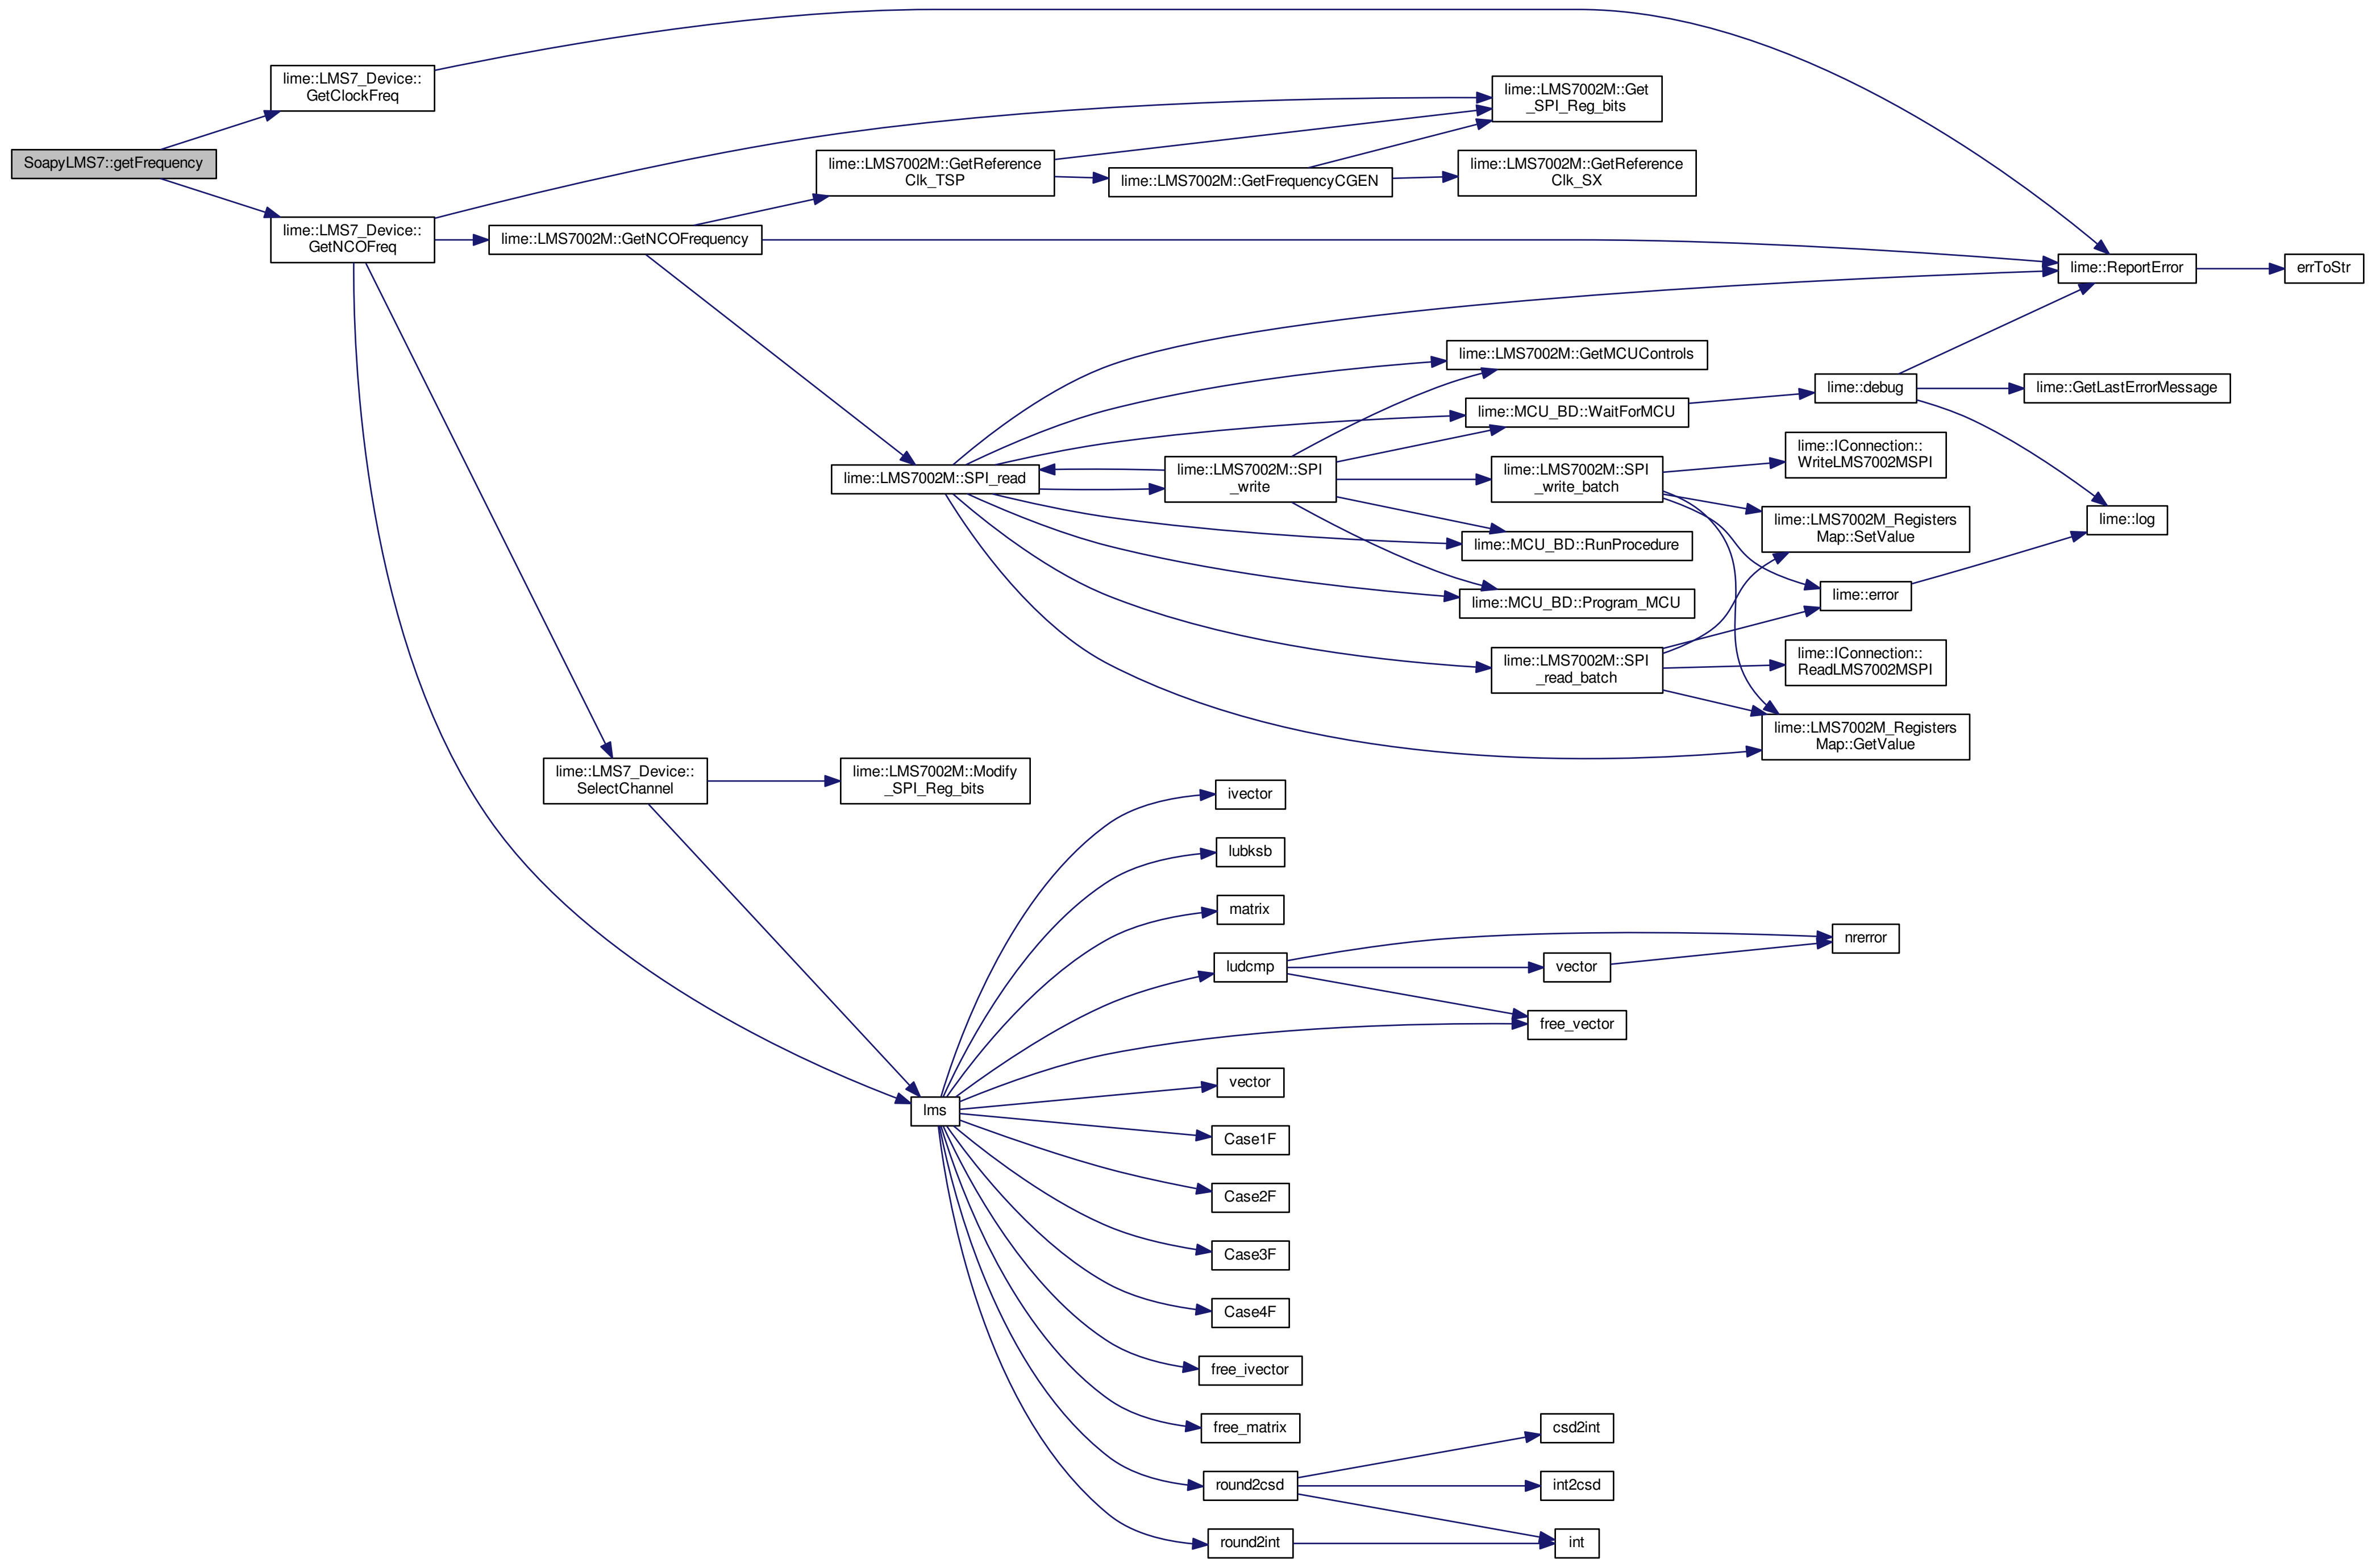 lime::LMS7_Device::
GetClockFreq
lime::LMS7002M::Get
_SPI_Reg_bits
SoapyLMS7::getFrequency
lime::LMS7002M::GetReference
Clk_TSP
lime::LMS7002M::GetFrequencyCGEN
lime::LMS7002M::GetReference
Clk_SX
lime::LMS7_Device::
GetNCOFreq
lime::LMS7002M::GetNCOFrequency
lime::ReportError
errToStr
lime::LMS7002M::GetMCUControls
lime::debug
lime::GetLastErrorMessage
lime::MCU_BD::WaitForMCU
lime::IConnection::
WriteLMS7002MSPI
lime::LMS7002M::SPI_read
lime::LMS7002M::SPI
_write
lime::LMS7002M::SPI
_write_batch
lime::LMS7002M_Registers
Map::SetValue
lime::log
lime::MCU_BD::RunProcedure
lime::error
lime::MCU_BD::Program_MCU
lime::LMS7002M::SPI
_read_batch
lime::IConnection::
ReadLMS7002MSPI
lime::LMS7002M_Registers
Map::GetValue
lime::LMS7_Device::
SelectChannel
lime::LMS7002M::Modify
_SPI_Reg_bits
ivector
lubksb
matrix
nrerror
ludcmp
vector
free_vector
vector
lms
Case1F
Case2F
Case3F
Case4F
free_ivector
free_matrix
csd2int
round2csd
int2csd
round2int
int